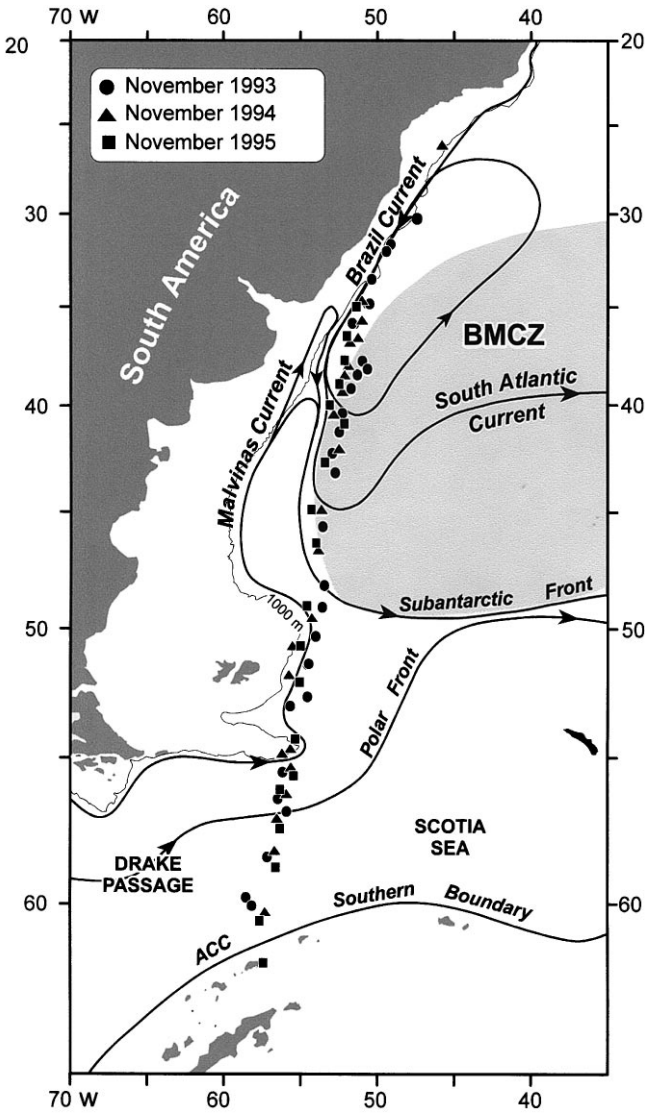 70 W 60 50 40
20 20
November 1993
November 1994
November 1995
South America
Brazil Current
30 30
BMCZ
South Atlantic
Current
Malvinas Current
40 40
1000 m
Subantarctic Front
50 50
Polar Front
SCOTIA
SEA
DRAKE
PASSAGE
60 60
ACC Southern Boundary
70 W 60 50 40